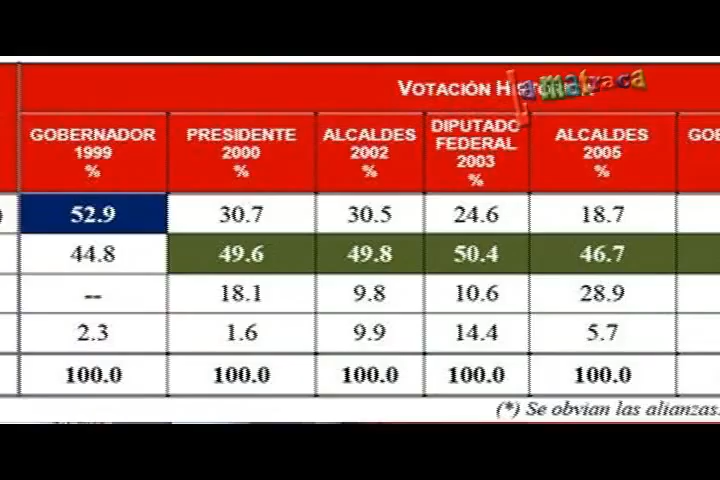 VOTACIÓN
la matraca
GOBERNADOR 1999 %
PRESIDENTE 2000 %
ALCALDES 2002 %
DIPUTADO FEDERAL 2003 %
ALCALDES 2005 %
) 52.9 30.7 30.5 24.6 18.7
44.8 49.6 49.8 50.4 46.7
-- 18.1 9.8 10.6 28.9
2.3 1.6 9.9 14.4 5.7
100.0 100.0 100.0 100.0 100.0
(*) Se obvian las alianzas.